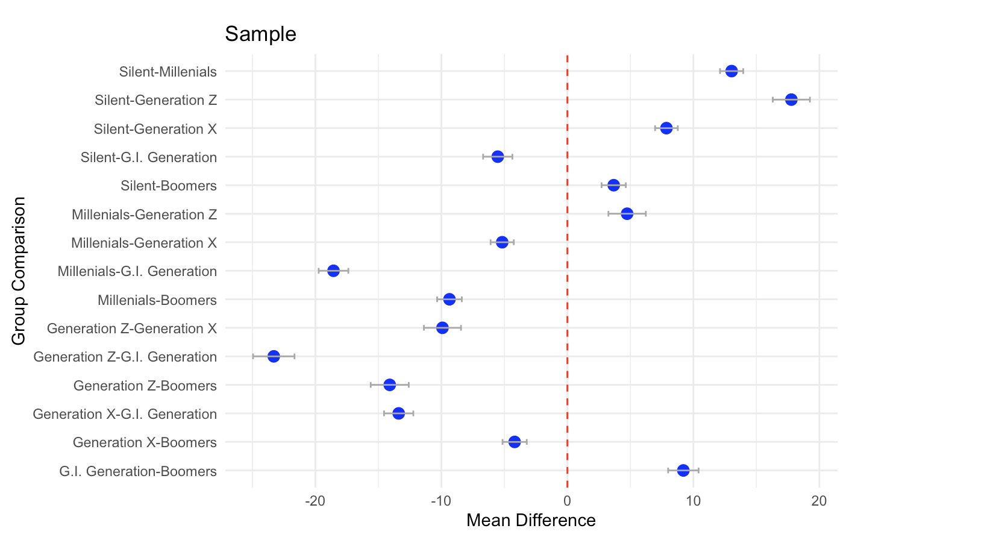 Sample
Group Comparison
Silent-Millenials
Silent-Generation Z
Silent-Generation X
Silent-G.I. Generation
Silent-Boomers
Millenials-Generation Z
Millenials-Generation X
Millenials-G.I. Generation
Millenials-Boomers
Generation Z-Generation X
Generation Z-G.I. Generation
Generation Z-Boomers
Generation X-G.I. Generation
Generation X-Boomers
G.I. Generation-Boomers
-20 -10 0 10 20
Mean Difference